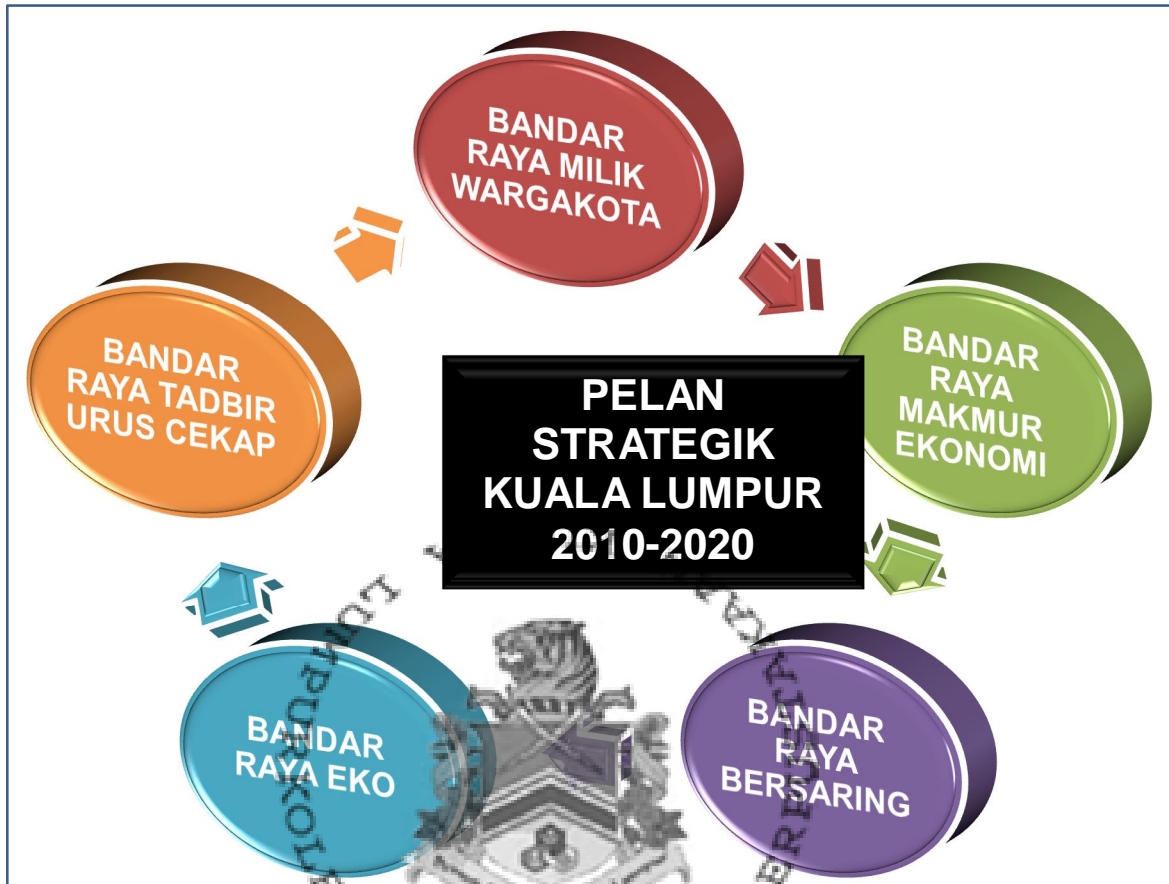 BANDAR
RAYA MILIK
WARGAKOTA
BANDAR
RAYA TADBIR
URUS CEKAP
BANDAR
RAYA
MAKMUR
EKONOMI
PELAN
STRATEGIK
KUALA LUMPUR
2010-2020
BANDAR
RAYA EKO
BANDAR
RAYA
BERSARING
LUMPUR